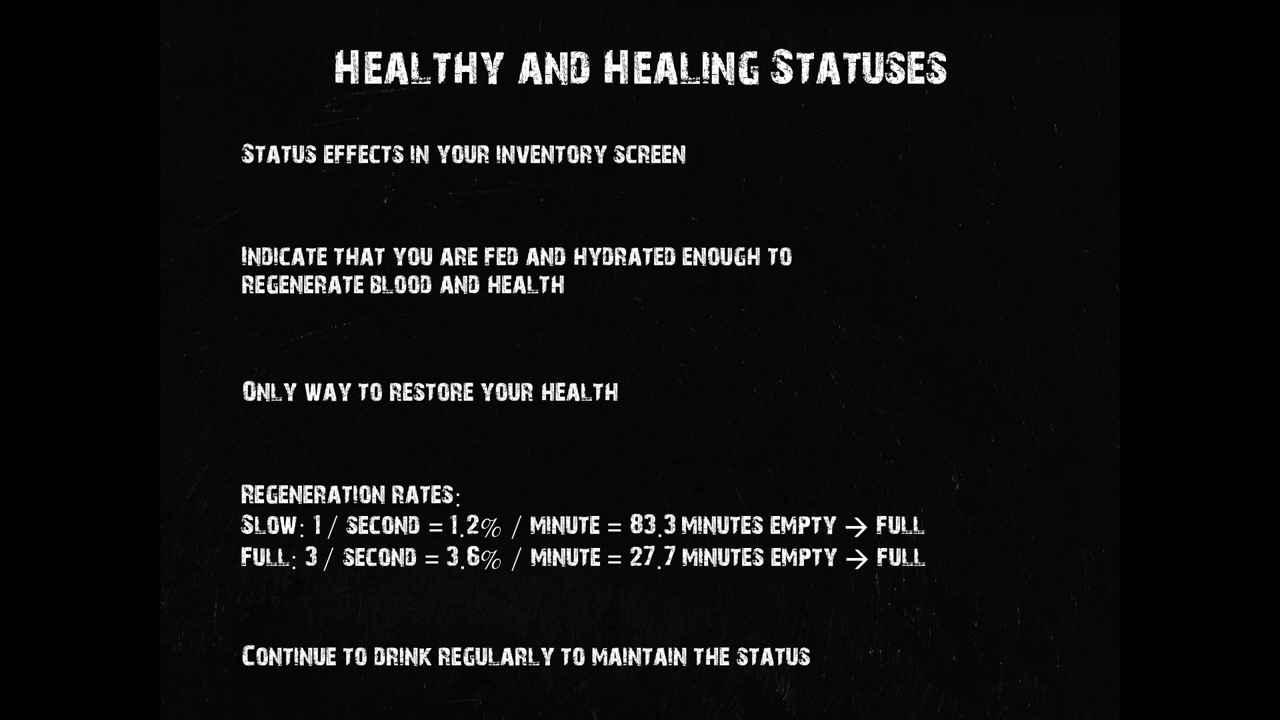 Healthy and Healing Statuses
Status effects in your inventory screen
Indicate that you are fed and hydrated enough to
regenerate blood and health
Only way to restore your health
Regeneration rates:
Slow: 1 / second = 1.2% / minute = 83.3 minutes empty → full
Full: 3 / second = 3.6% / minute = 27.7 minutes empty → full
Continue to drink regularly to maintain the status